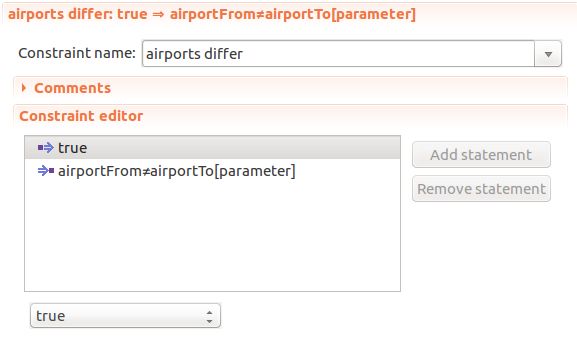 airports differ: true ⇒ airportFrom≠airportTo[parameter]
Constraint name: airports differ
Comments
Constraint editor
true
airportFrom≠airportTo[parameter]
Add statement
Remove statement
true